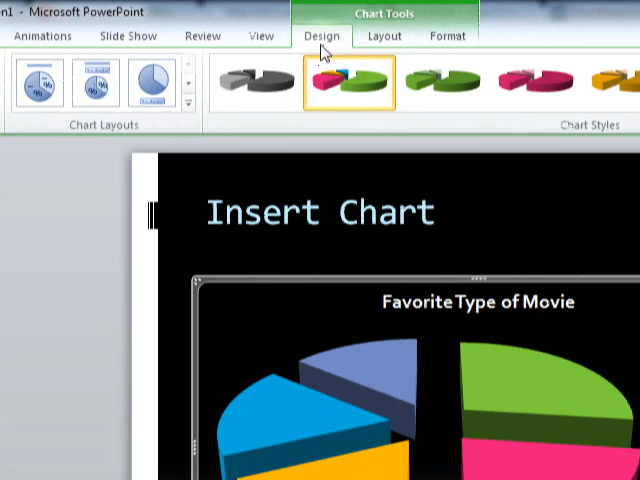 n1 - Microsoft PowerPoint
Chart Tools
Animations Slide Show Review View Design Layout Format
% % %
Chart Layouts Chart Styles
Insert Chart
Favorite Type of Movie